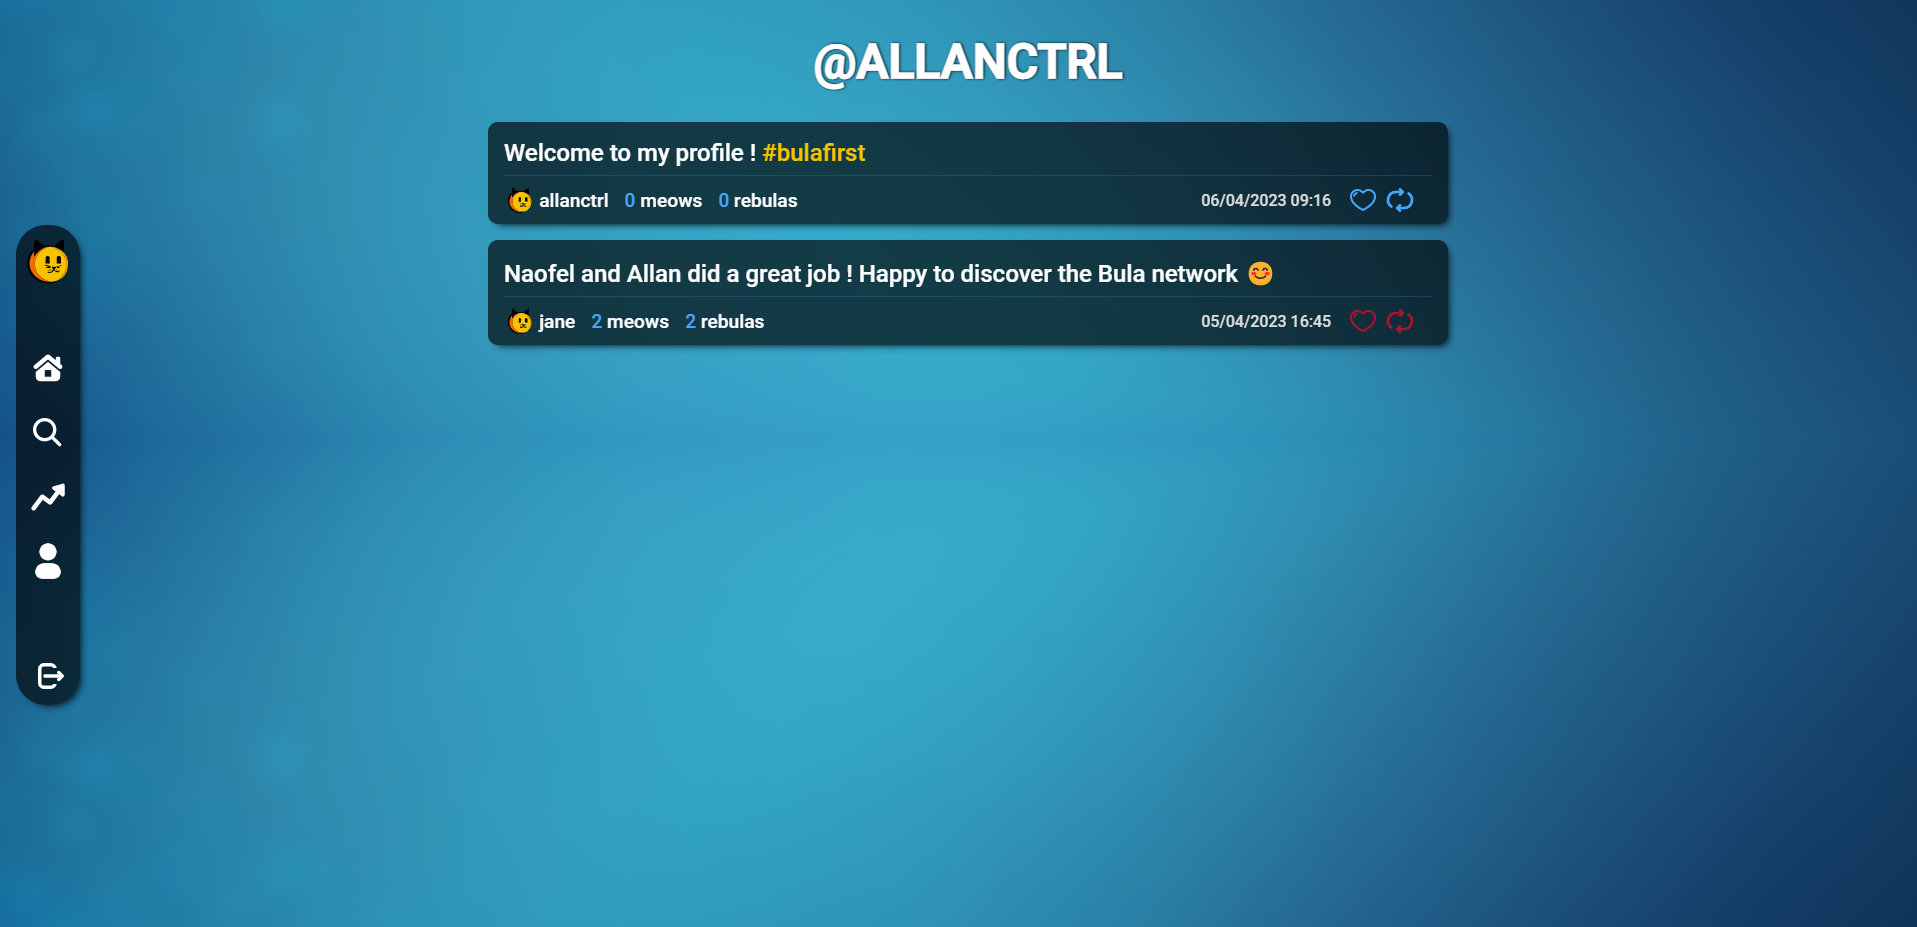 @ALLANCTRL
Welcome to my profile ! #bulafirst
allanctrl 0 meows 0 rebulas 06/04/2023 09:16
Naofel and Allan did a great job ! Happy to discover the Bula network 😊
jane 2 meows 2 rebulas 05/04/2023 16:45